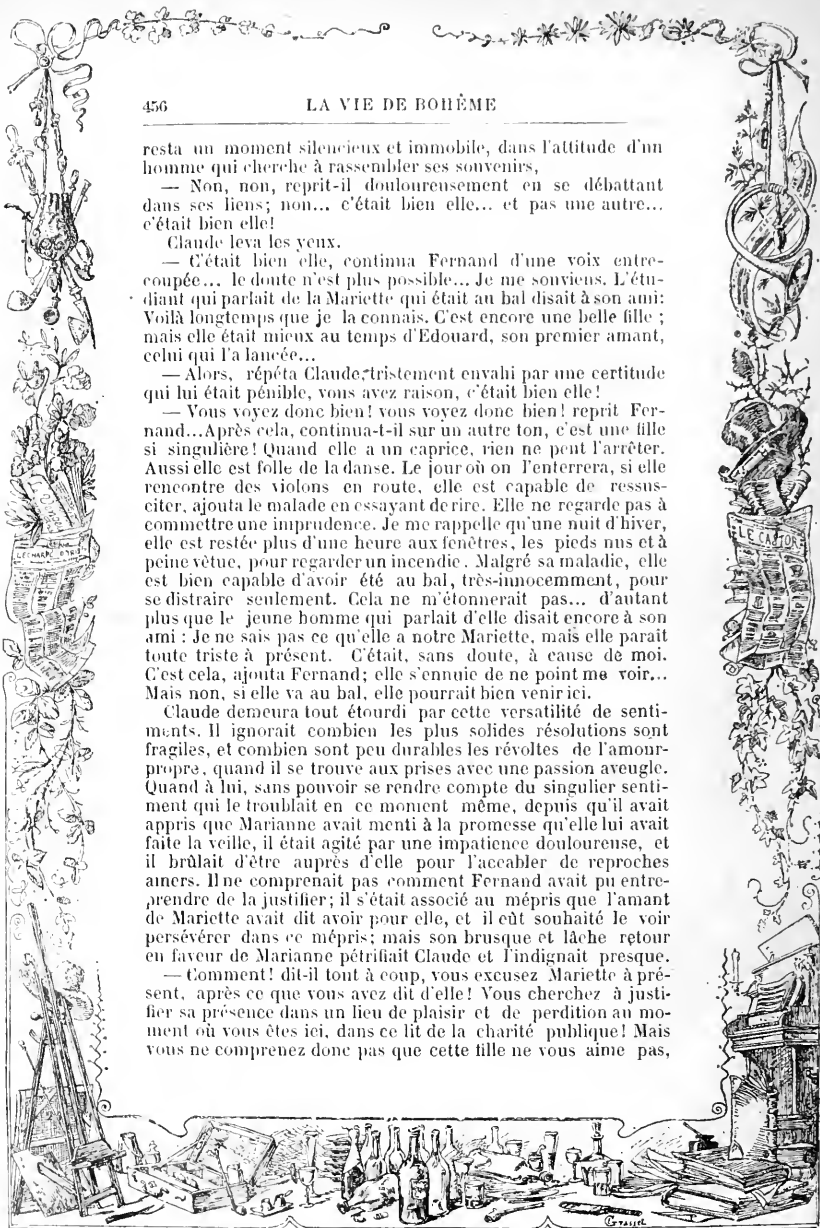 456 LA VIE DE BOHÊME
resta un moment silencieux et immobile, dans l'attitude d'un
homme qui cherche à rassembler ses souvenirs,
— Non, non, reprit-il douloureusement en se débattant
dans ses liens; non... c'était bien elle... et pas une autre...
c'était bien elle!
Claude leva les yeux.
— C'était bien elle, continua Fernand d'une voix entre-
coupée... le doute n'est plus possible... Je me souviens. L'étu-
diant qui parlait de la Mariette qui était au bal disait à son ami:
Voilà longtemps que je la connais. C'est encore une belle fille ;
mais elle était mieux au temps d'Edouard, son premier amant,
celui qui l'a lancée...
— Alors, répéta Claude, tristement envahi par une certitude
qui lui était pénible, vous avez raison, c'était bien elle!
— Vous voyez donc bien! vous voyez donc bien! reprit Fer-
nand...Après cela, continua-t-il sur un autre ton, c'est une fille
si singulière! Quand elle a un caprice, rien ne peut l'arrêter.
Aussi elle est folle de la danse. Le jour où on l'enterrera, si elle
rencontre des violons en route, elle est capable de ressus-
citer, ajouta le malade en essayant de rire. Elle ne regarde pas à
commettre une imprudence. Je me rappelle qu'une nuit d'hiver,
elle est restée plus d'une heure aux fenêtres, les pieds nus et à
peine vêtue, pour regarder un incendie. Malgré sa maladie, elle
est bien capable d'avoir été au bal, très-innocemment, pour
se distraire seulement. Cela ne m'étonnerait pas... d'autant
plus que le jeune homme qui parlait d'elle disait encore à son
ami : Je ne sais pas ce qu'elle a notre Mariette, mais elle paraît
toute triste à présent. C'était, sans doute, à cause de moi.
C'est cela, ajouta Fernand; elle s'ennuie de ne point me voir...
Mais non, si elle va au bal, elle pourrait bien venir ici.
Claude demeura tout étourdi par cette versatilité de senti-
ments. Il ignorait combien les plus solides résolutions sont
fragiles, et combien sont peu durables les révoltes de l'amour-
propre, quand il se trouve aux prises avec une passion aveugle.
Quand à lui, sans pouvoir se rendre compte du singulier senti-
ment qui le troublait en ce moment même, depuis qu'il avait
appris que Marianne avait menti à la promesse qu'elle lui avait
faite la veille, il était agité par une impatience douloureuse, et
il brûlait d'être auprès d'elle pour l'accabler de reproches
amers. Il ne comprenait pas comment Fernand avait pu entre-
prendre de la justifier; il s'était associé au mépris que l'amant
de Mariette avait dit avoir pour elle, et il eût souhaité le voir
persévérer dans ce mépris; mais son brusque et lâche retour
en faveur de Marianne pétrifiait Claude et l'indignait presque.
— Comment! dit-il tout à coup, vous excusez Mariette à pré-
sent, après ce que vous avez dit d'elle! Vous cherchez à justi-
fier sa présence dans un lieu de plaisir et de perdition au mo-
ment où vous êtes ici, dans ce lit de la charité publique! Mais
vous ne comprenez donc pas que cette fille ne vous aime pas,
LE CASTOR
Grasset